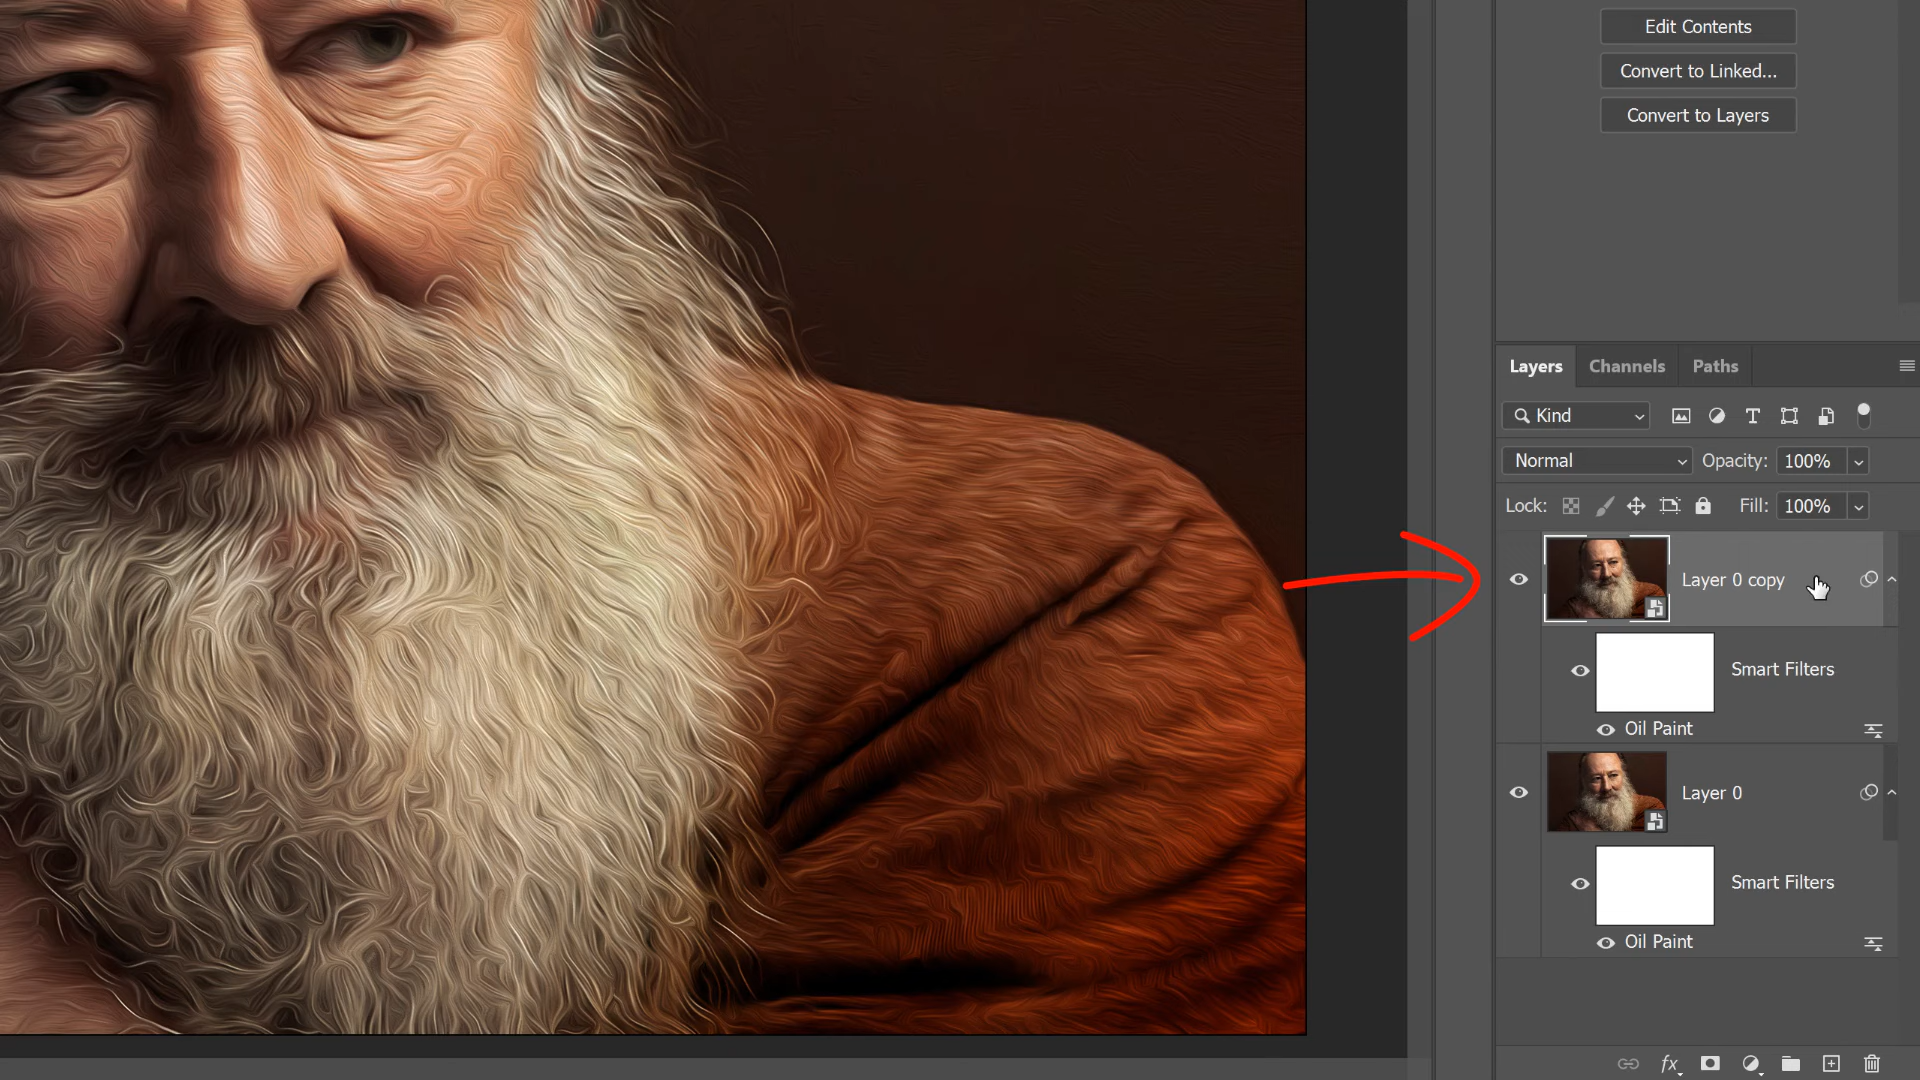 Edit Contents
Convert to Linked...
Convert to Layers
Layers Channels Paths
Kind
Normal Opacity: 100%
Lock: Fill: 100%
Layer 0 copy
Smart Filters
Oil Paint
Layer 0
Smart Filters
Oil Paint
fx